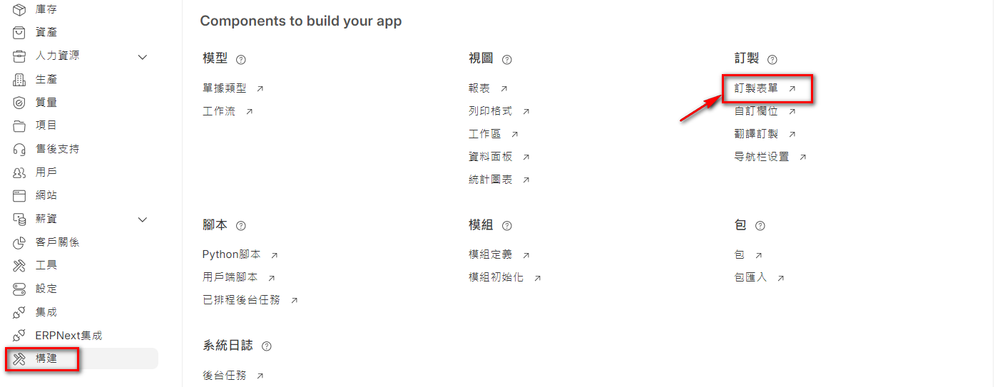 庫存
資產
人力資源
生產
質量
項目
售後支持
用戶
網站
薪資
客戶關係
工具
設定
集成
ERPNext集成
構建
Components to build your app
模型
單據類型
工作流
視圖
報表
列印格式
工作區
資料面板
統計圖表
訂製
訂製表單
自訂欄位
翻譯訂製
导航栏设置
腳本
Python腳本
用戶端腳本
已排程後台任務
模組
模組定義
模組初始化
包
包
包匯入
系統日誌
後台任務